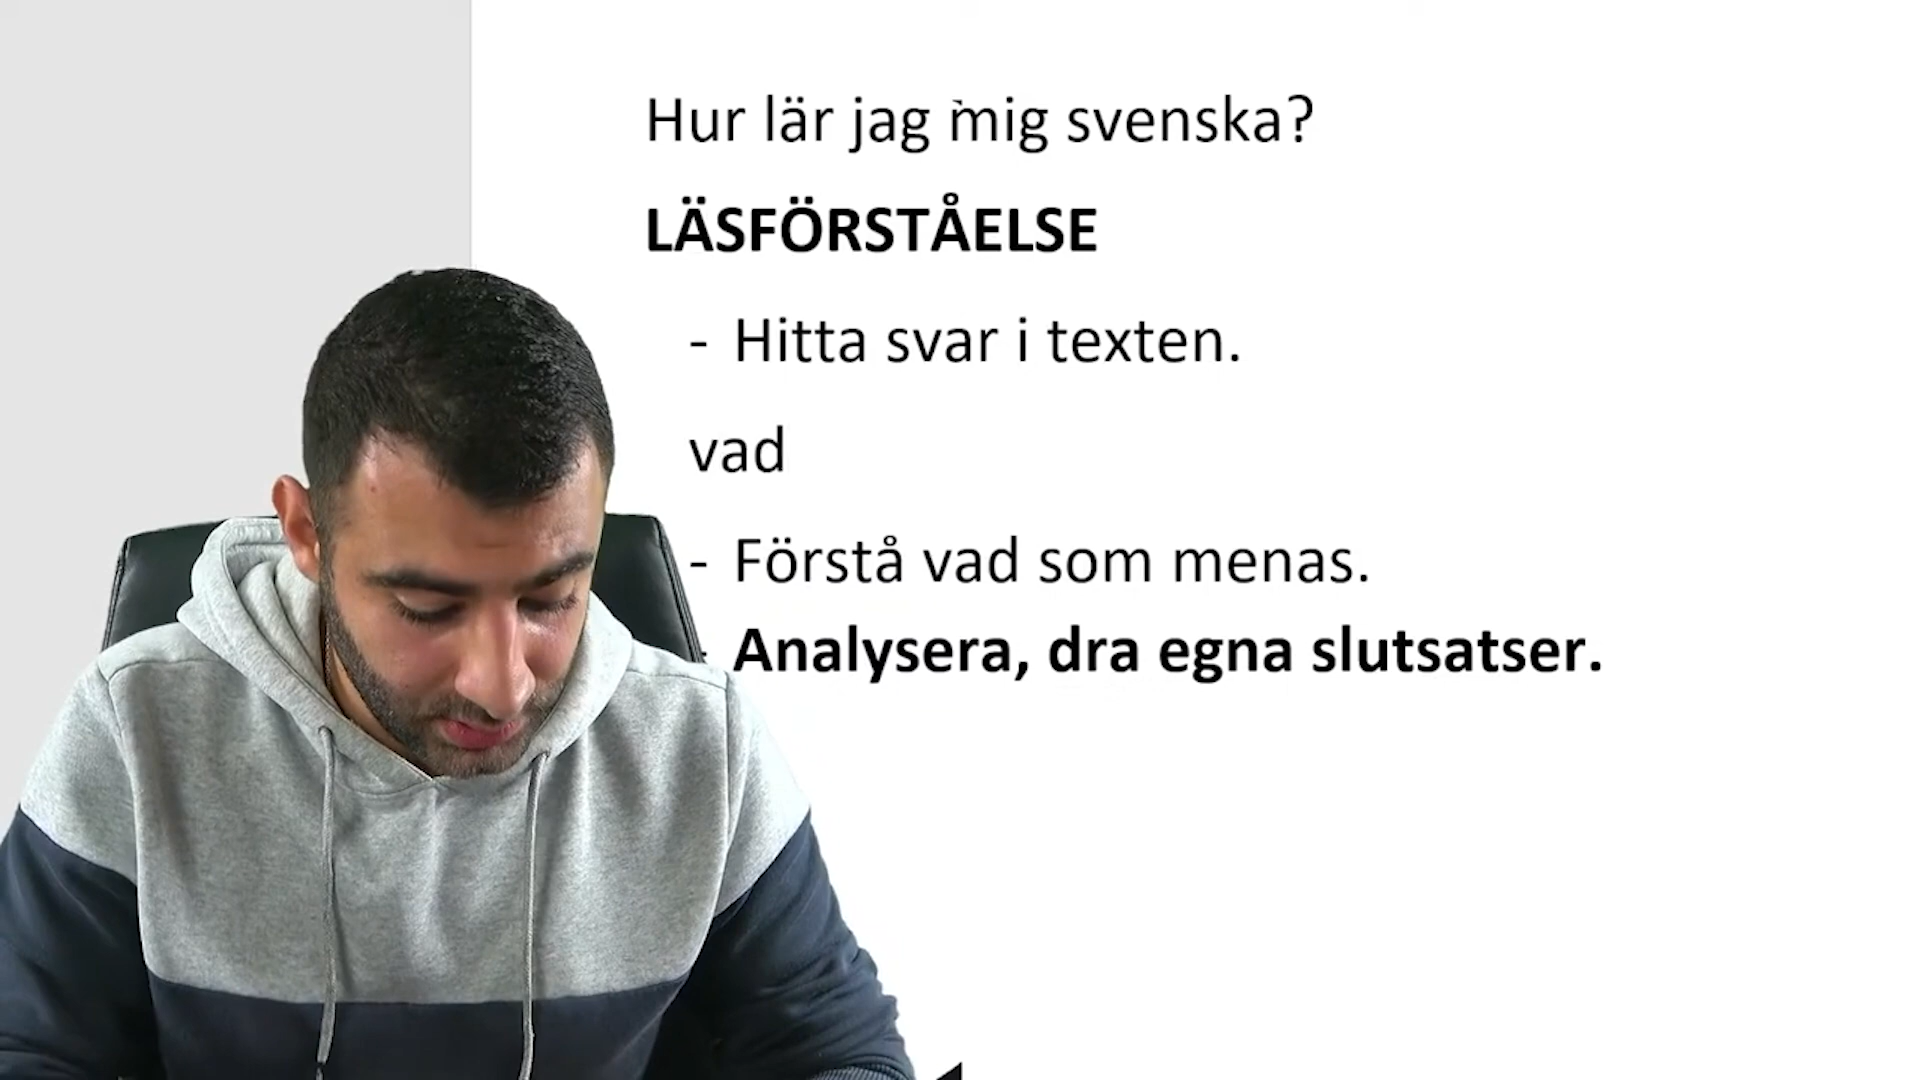 Hur lär jag mig svenska?
LÄSFÖRSTÅELSE
- Hitta svar i texten.
vad
- Förstå vad som menas.
- Analysera, dra egna slutsatser.